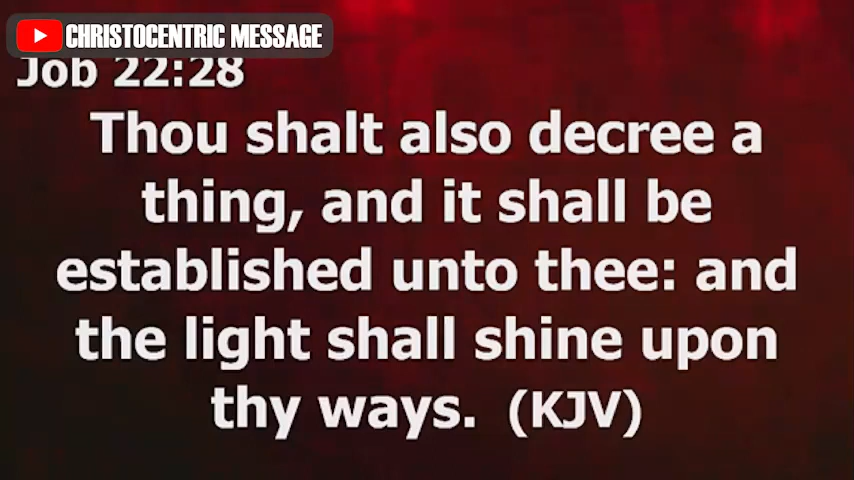 CHRISTOCENTRIC MESSAGE
Job 22:28
Thou shalt also decree a
thing, and it shall be
established unto thee: and
the light shall shine upon
thy ways. (KJV)